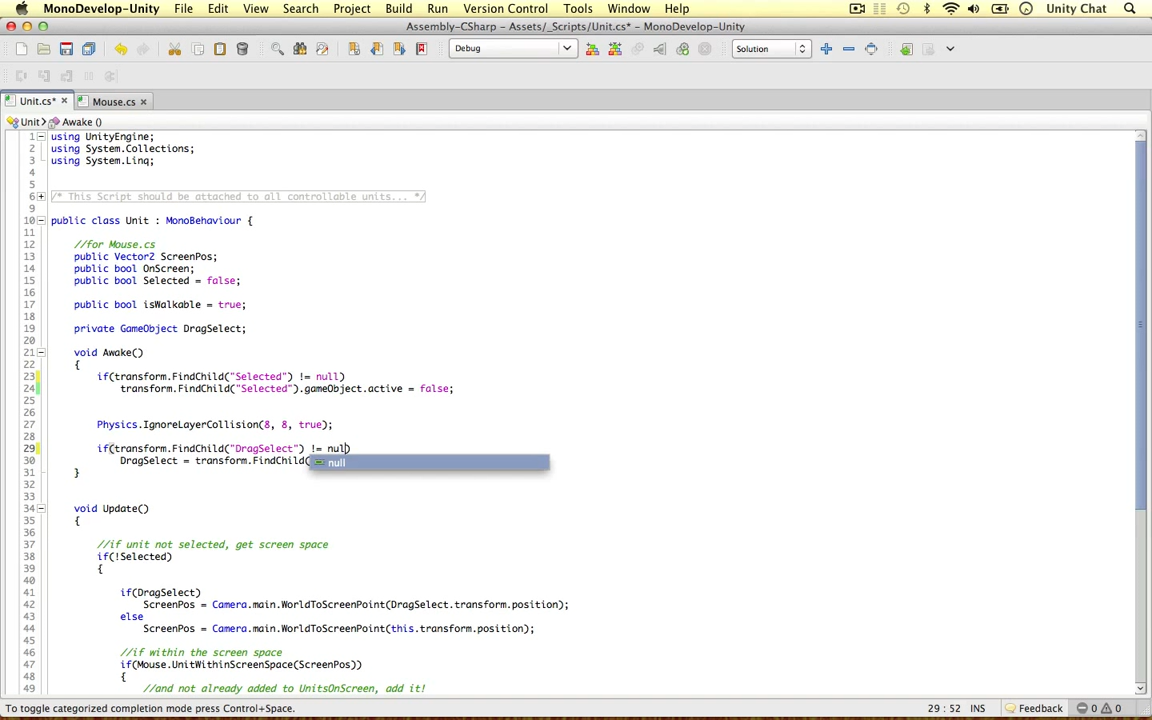 MonoDevelop-Unity File Edit View Search Project Build Run Version Control Tools Window Help Unity Chat
Assembly-CSharp - Assets/_Scripts/Unit.cs* - MonoDevelop-Unity
Debug Solution
Unit.cs* Mouse.cs
Unit Awake ()
1 using UnityEngine;
2 using System.Collections;
3 using System.Linq;
4
5
6 /* This Script should be attached to all controllable units... */
9
10 public class Unit : MonoBehaviour {
11
12 //for Mouse.cs
13 public Vector2 ScreenPos;
14 public bool OnScreen;
15 public bool Selected = false;
16
17 public bool isWalkable = true;
18
19 private GameObject DragSelect;
20
21 void Awake()
22 {
23 if(transform.FindChild("Selected") != null)
24 transform.FindChild("Selected").gameObject.active = false;
25
26
27 Physics.IgnoreLayerCollision(8, 8, true);
28
29 if(transform.FindChild("DragSelect") != nul)
30 DragSelect = transform.FindChild(
null
31 }
32
33
34 void Update()
35 {
36
37 //if unit not selected, get screen space
38 if(!Selected)
39 {
40
41 if(DragSelect)
42 ScreenPos = Camera.main.WorldToScreenPoint(DragSelect.transform.position);
43 else
44 ScreenPos = Camera.main.WorldToScreenPoint(this.transform.position);
45
46 //if within the screen space
47 if(Mouse.UnitWithinScreenSpace(ScreenPos))
48 {
49 //and not already added to UnitsOnScreen, add it!
To toggle categorized completion mode press Control+Space. 29 : 52 INS Feedback 0 0